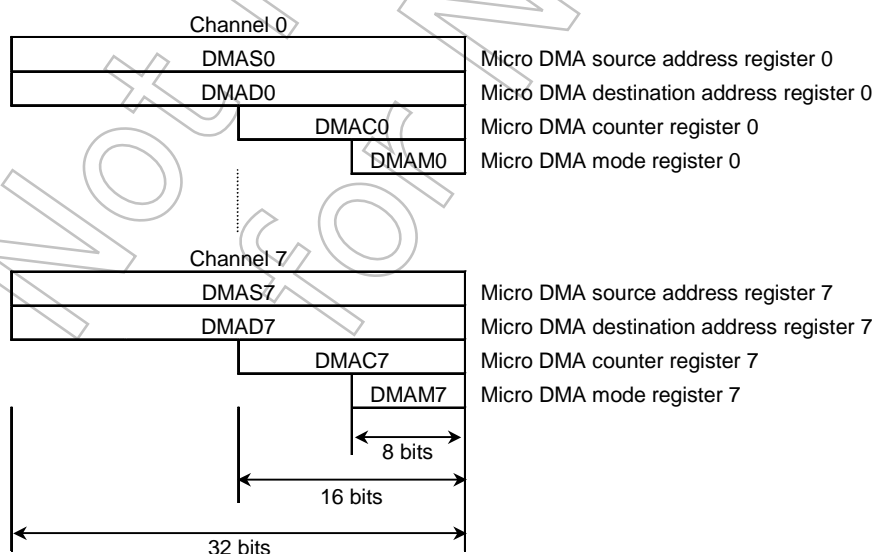 Channel 0
DMAS0 Micro DMA source address register 0
DMAD0 Micro DMA destination address register 0
DMAC0 Micro DMA counter register 0
DMAM0 Micro DMA mode register 0
Channel 7
DMAS7 Micro DMA source address register 7
DMAD7 Micro DMA destination address register 7
DMAC7 Micro DMA counter register 7
DMAM7 Micro DMA mode register 7
8 bits
16 bits
32 bits
Not
for N